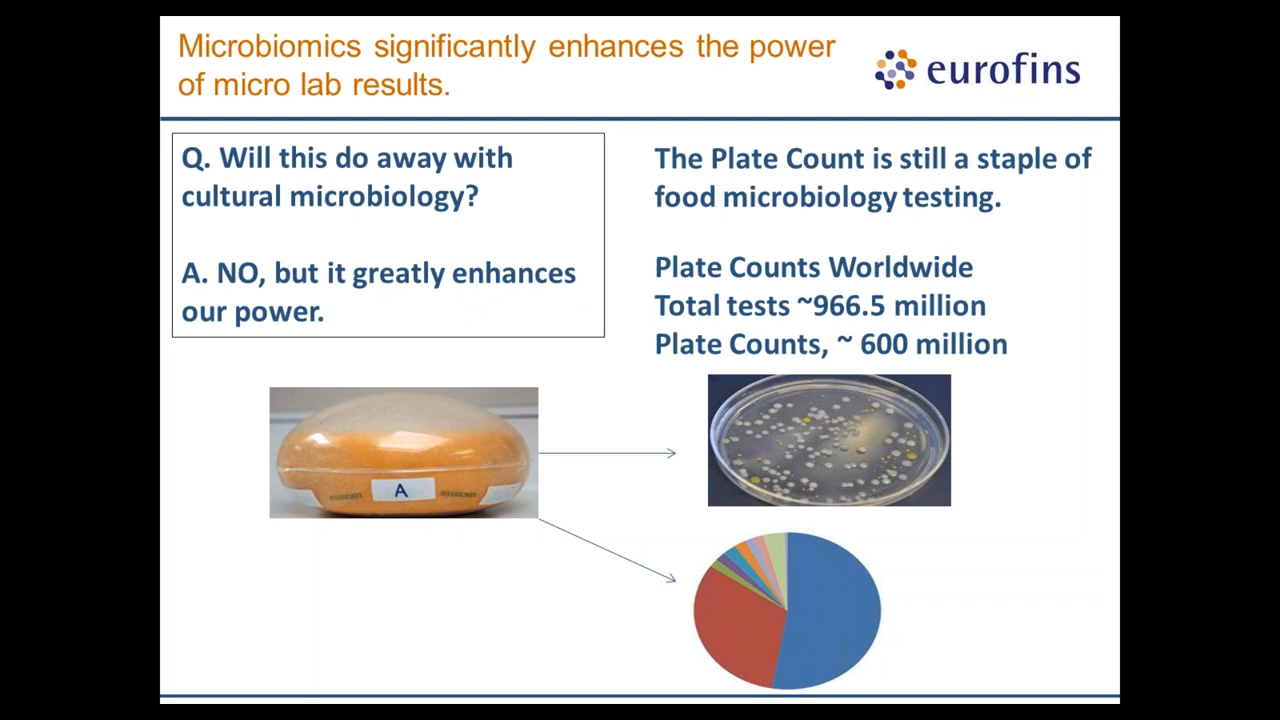 Microbiomics significantly enhances the power
of micro lab results.
eurofins
Q. Will this do away with
cultural microbiology?
A. NO, but it greatly enhances
our power.
The Plate Count is still a staple of
food microbiology testing.
Plate Counts Worldwide
Total tests ~966.5 million
Plate Counts, ~ 600 million
A